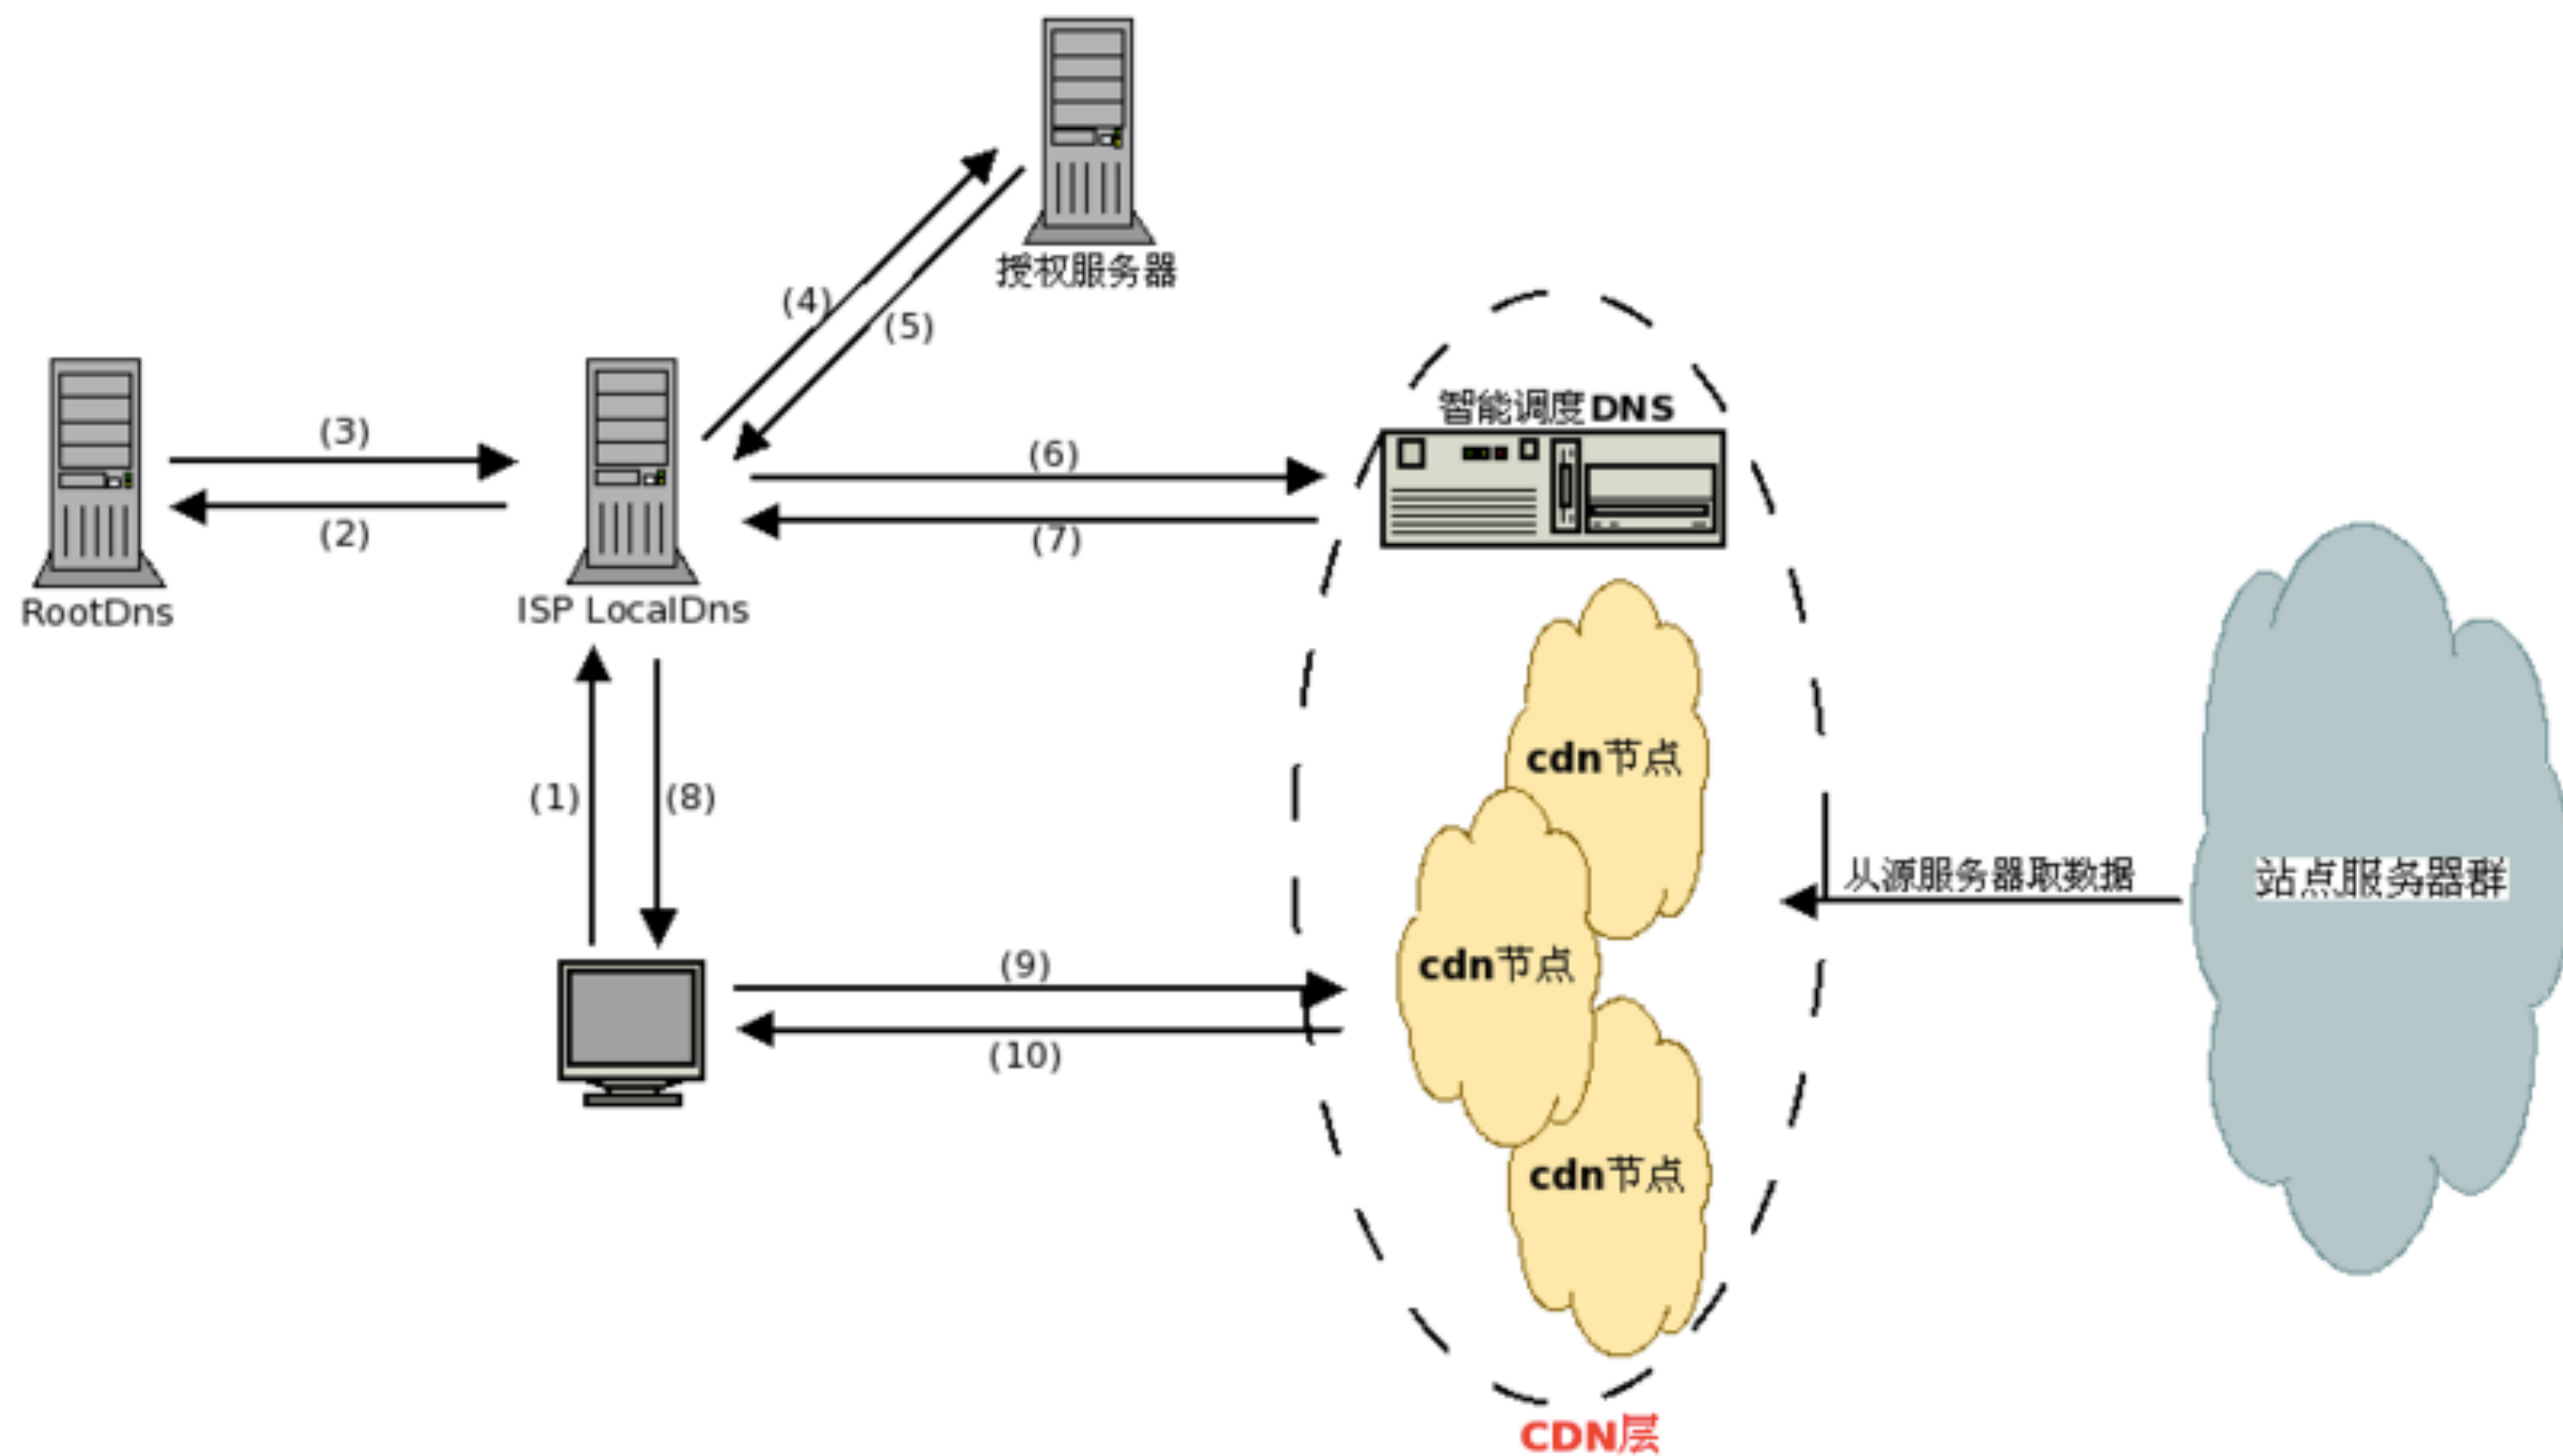 授权服务器
(4)
(5)
智能调度DNS
(3)
(6)
(2)
(7)
RootDns
ISP LocalDns
cdn节点
(1)
(8)
从源服务器取数据
站点服务器群
(9)
cdn节点
(10)
cdn节点
CDN层